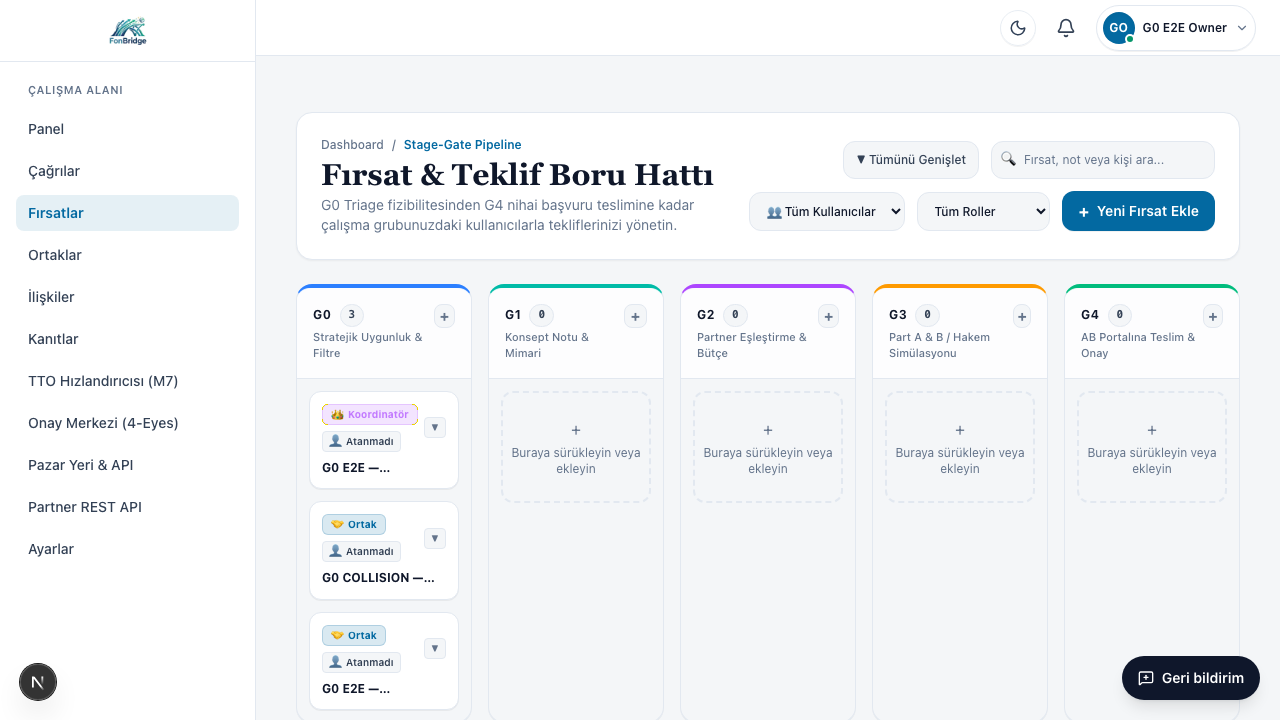 FonBridge
ÇALIŞMA ALANI
Panel
Çağrılar
Fırsatlar
Ortaklar
İlişkiler
Kanıtlar
TTO Hızlandırıcısı (M7)
Onay Merkezi (4-Eyes)
Pazar Yeri & API
Partner REST API
Ayarlar
N
GO
G0 E2E Owner
Dashboard / Stage-Gate Pipeline
Fırsat & Teklif Boru Hattı
G0 Triage fizibilitesinden G4 nihai başvuru teslimine kadar
çalışma grubunuzdaki kullanıcılarla tekliflerinizi yönetin.
▼ Tümünü Genişlet
Fırsat, not veya kişi ara...
Tüm Kullanıcılar
Tüm Roller
+ Yeni Fırsat Ekle
G0 3 +
Stratejik Uygunluk &
Filtre
Koordinatör
Atanmadı
▼
G0 E2E —...
Ortak
Atanmadı
▼
G0 COLLISION —...
Ortak
Atanmadı
▼
G0 E2E —...
G1 0 +
Konsept Notu &
Mimari
+
Buraya sürükleyin veya
ekleyin
G2 0 +
Partner Eşleştirme &
Bütçe
+
Buraya sürükleyin veya
ekleyin
G3 0 +
Part A & B / Hakem
Simülasyonu
+
Buraya sürükleyin veya
ekleyin
G4 0 +
AB Portalına Teslim &
Onay
+
Buraya sürükleyin veya
ekleyin
Geri bildirim